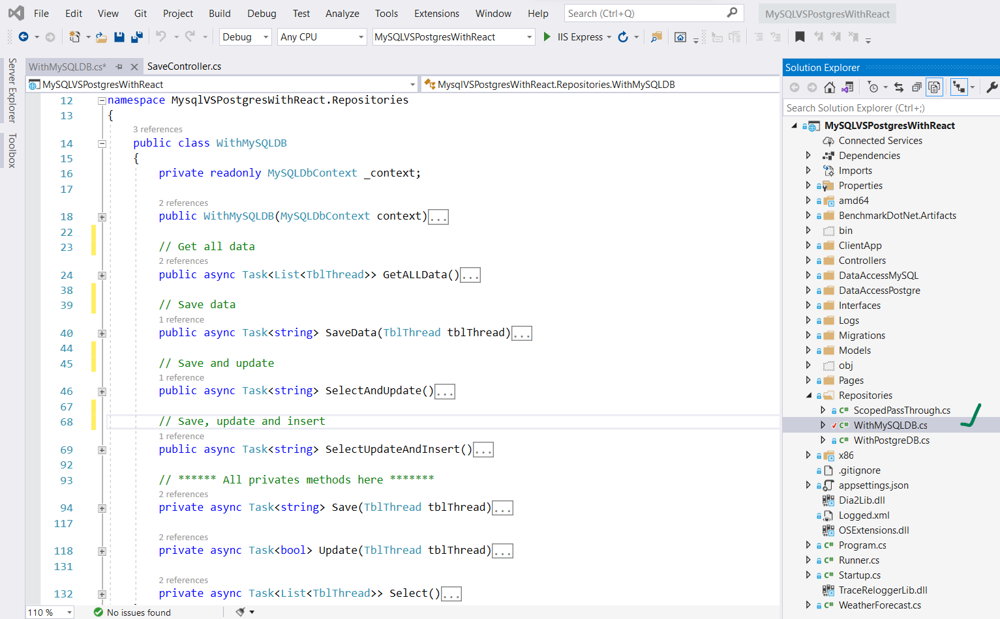 File Edit View Git Project Build Debug Test Analyze Tools Extensions Window Help Search (Ctrl+Q) MySQLVSPostgresWithReact
Debug Any CPU MySQLVSPostgresWithReact IIS Express
Server Explorer
Toolbox
WithMySQLDB.cs* SaveController.cs
MySQLVSPostgresWithReact MysqlVSPostgresWithReact.Repositories.WithMySQLDB
12 namespace MysqlVSPostgresWithReact.Repositories
13 {
3 references
14 public class WithMySQLDB
15 {
16 private readonly MySQLDbContext _context;
17
2 references
18 public WithMySQLDB(MySQLDbContext context)...
22
23 // Get all data
2 references
24 public async Task<List<TblThread>> GetALLData()...
38
39 // Save data
1 reference
40 public async Task<string> SaveData(TblThread tblThread)...
44
45 // Save and update
1 reference
46 public async Task<string> SelectAndUpdate()...
67
68 // Save, update and insert
1 reference
69 public async Task<string> SelectUpdateAndInsert()...
92
93 // ****** All privates methods here *******
2 references
94 private async Task<string> Save(TblThread tblThread)...
117
2 references
118 private async Task<bool> Update(TblThread tblThread)...
131
2 references
132 private async Task<List<TblThread>> Select()...
110 % No issues found
Solution Explorer
Search Solution Explorer (Ctrl+;)
MySQLVSPostgresWithReact
Connected Services
Dependencies
Imports
Properties
amd64
BenchmarkDotNet.Artifacts
bin
ClientApp
Controllers
DataAccessMySQL
DataAccessPostgre
Interfaces
Logs
Migrations
Models
obj
Pages
Repositories
C# ScopedPassThrough.cs
C# WithMySQLDB.cs
C# WithPostgreDB.cs
x86
.gitignore
appsettings.json
Dia2Lib.dll
Logged.xml
OSExtensions.dll
C# Program.cs
C# Runner.cs
C# Startup.cs
TraceReloggerLib.dll
C# WeatherForecast.cs